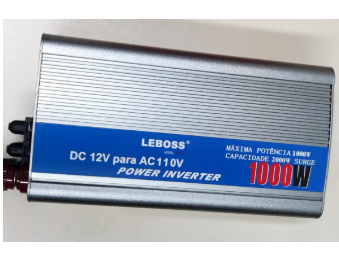 LEBOSS®
DC 12V para AC110V
POWER INVERTER
MÁXIMA POTÊNCIA 1000W
CAPACIDADE 2000W SURGE
1000W